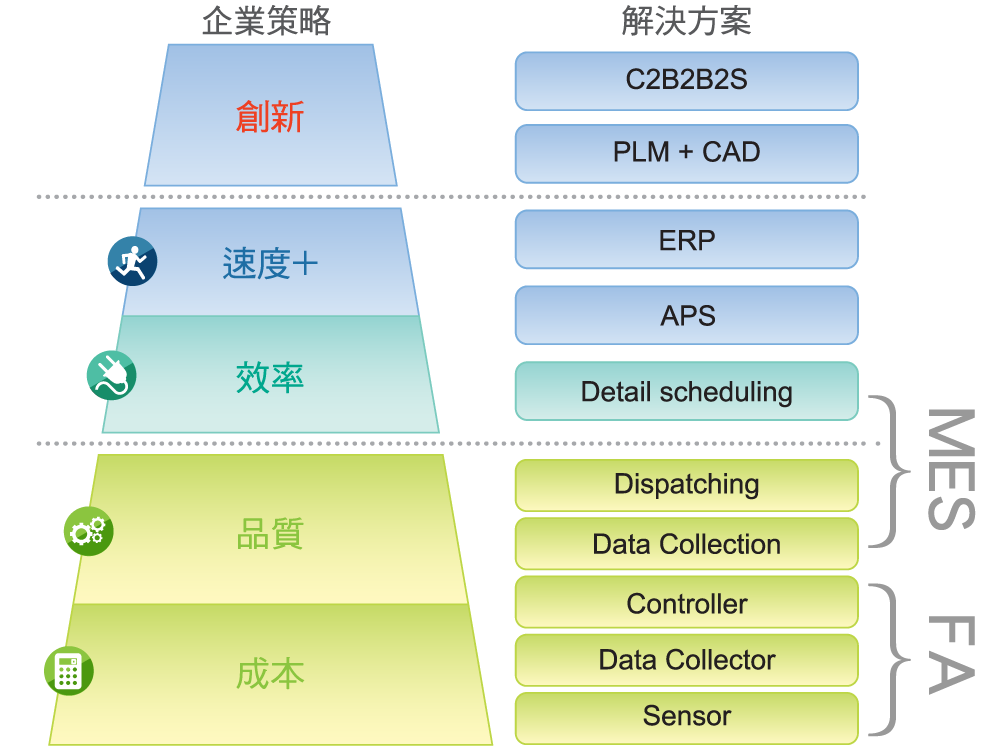 企業策略
解決方案
創新
C2B2B2S
PLM + CAD
速度＋
ERP
APS
效率
Detail scheduling
品質
Dispatching
Data Collection
MES
成本
Controller
Data Collector
Sensor
FA